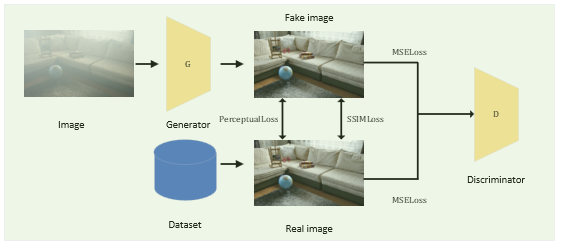 Fake image
G
MSELoss
Image
Generator
PerceptualLoss
SSIMLoss
D
Discriminator
MSELoss
Dataset
Real image